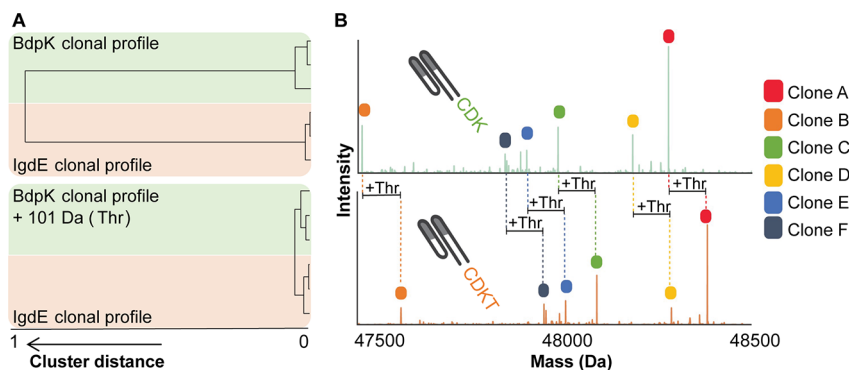 A
BdpK clonal profile
IgdE clonal profile
BdpK clonal profile
+ 101 Da ( Thr)
IgdE clonal profile
1
0
Cluster distance
B
Intensity
CDK
+Thr
+Thr
+Thr
+Thr
+Thr
+Thr
CDKT
47500
48000
48500
Mass (Da)
Clone A
Clone B
Clone C
Clone D
Clone E
Clone F